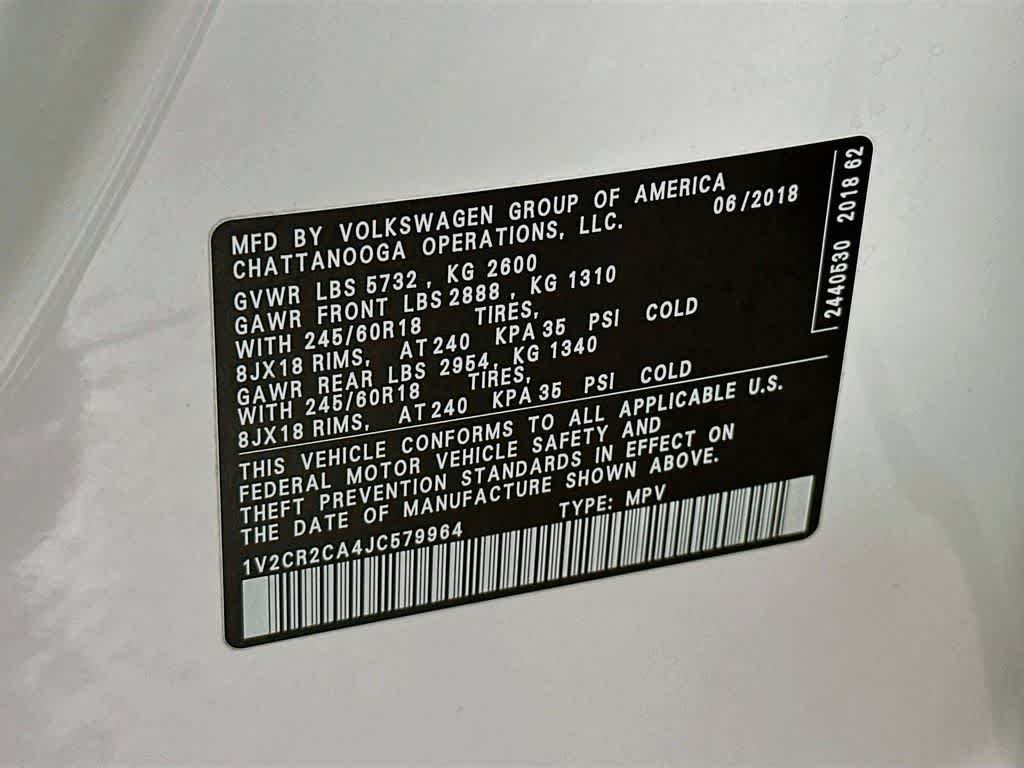 MFD BY VOLKSWAGEN GROUP OF AMERICA
CHATTANOOGA OPERATIONS, LLC. 06/2018
GVWR LBS 5732 , KG 2600
GAWR FRONT LBS 2888 , KG 1310
WITH 245/60R18 TIRES,
8JX18 RIMS, AT 240 KPA 35 PSI COLD
GAWR REAR LBS 2954, KG 1340
WITH 245/60R18 TIRES,
8JX18 RIMS, AT 240 KPA 35 PSI COLD
THIS VEHICLE CONFORMS TO ALL APPLICABLE U.S.
FEDERAL MOTOR VEHICLE SAFETY AND
THEFT PREVENTION STANDARDS IN EFFECT ON
THE DATE OF MANUFACTURE SHOWN ABOVE.
1V2CR2CA4JC579964 TYPE: MPV
2440530 2018 62